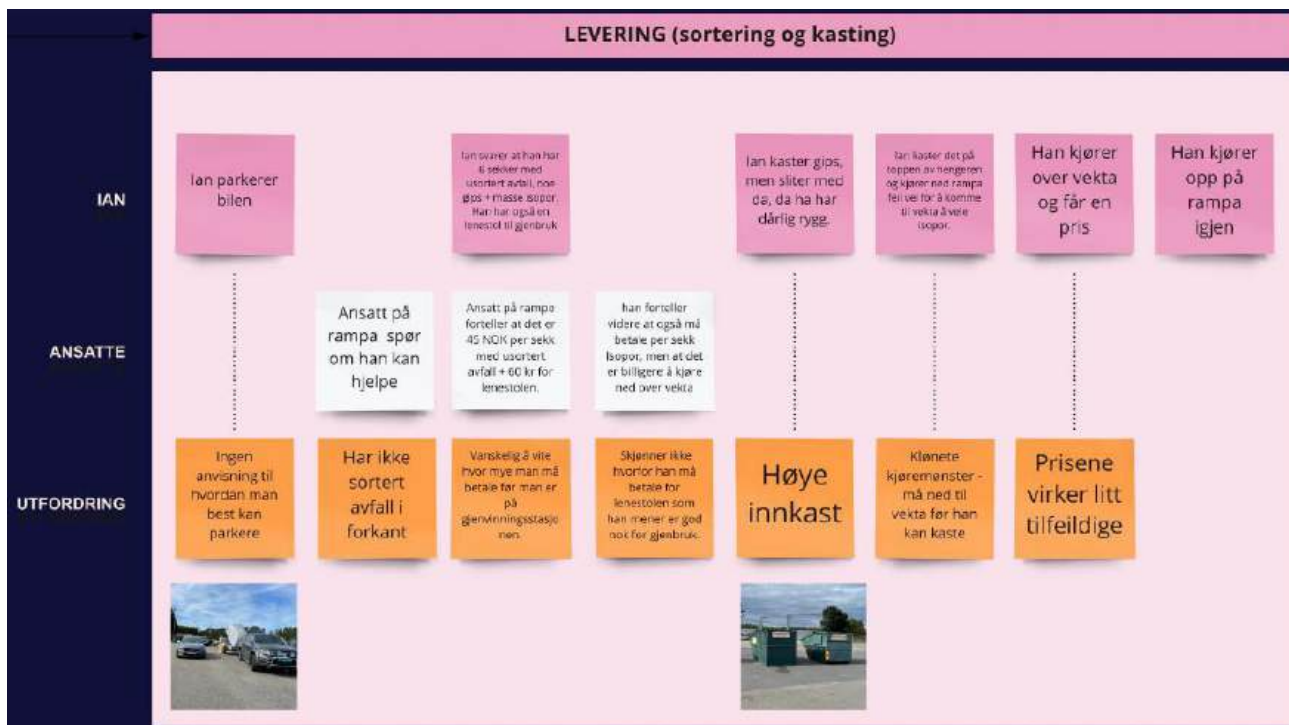 LEVERING (sortering og kasting)
IAN
Ian parkerer
bilen
Ian svarer at han har
6 sekker med
usortert avfall, noe
gips + masse isopor.
Han har også en
lenestol til gjenbruk
Ian kaster gips,
men sliter med
da, da ha har
dårlig rygg.
Ian kaster det på
toppen av hengeren
og kjører ned rampa
feil vei for å komme
til vekta å veie
isopor.
Han kjører
over vekta
og får en
pris
Han kjører
opp på
rampa
igjen
ANSATTE
Ansatt på
rampa spør
om han kan
hjelpe
Ansatt på rampe
forteller at det er
45 NOK per sekk
med usortert
avfall + 60 kr for
lenestolen.
han forteller
videre at også må
betale per sekk
Isopor, men at det
er billigere å kjøre
ned over vekta
UTFORDRING
Ingen
anvisning til
hvordan man
best kan
parkere
Har ikke
sortert
avfall i
forkant
Vanskelig å vite
hvor mye man må
betale før man er
på
gjenvinningsstasjo
nen.
Skjønner ikke
hvorfor han må
betale for
lenestolen som
han mener er god
nok for gjenbruk.
Høye
innkast
Klønete
kjøremønster -
må ned til
vekta før han
kan kaste
Prisene
virker litt
tilfeildige